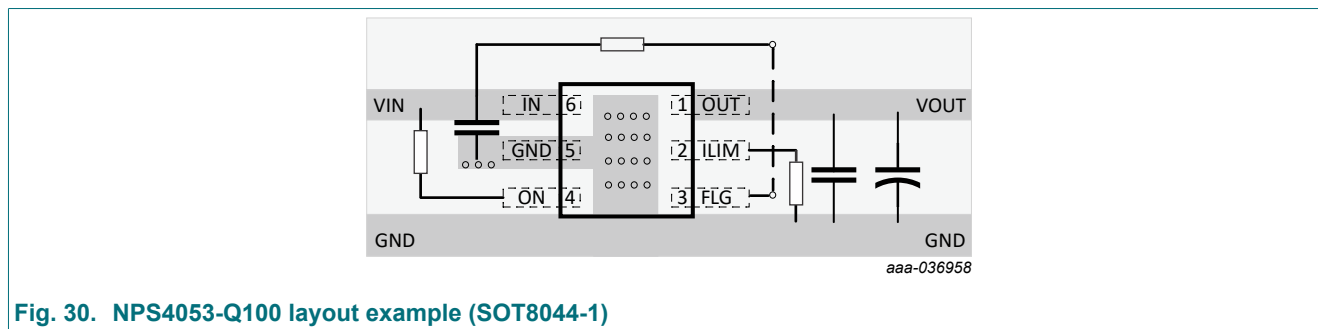 VIN IN 6 1 OUT VOUT
GND 5 2 ILIM
ON 4 3 FLG
GND GND
aaa-036958
Fig. 30. NPS4053-Q100 layout example (SOT8044-1)